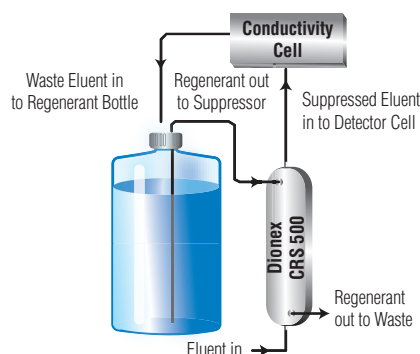 Conductivity
Cell
Waste Eluent in
to Regenerant Bottle
Regenerant out
to Suppressor
Suppressed Eluent
in to Detector Cell
Dionex
CRS 500
Regenerant
out to Waste
Eluent in